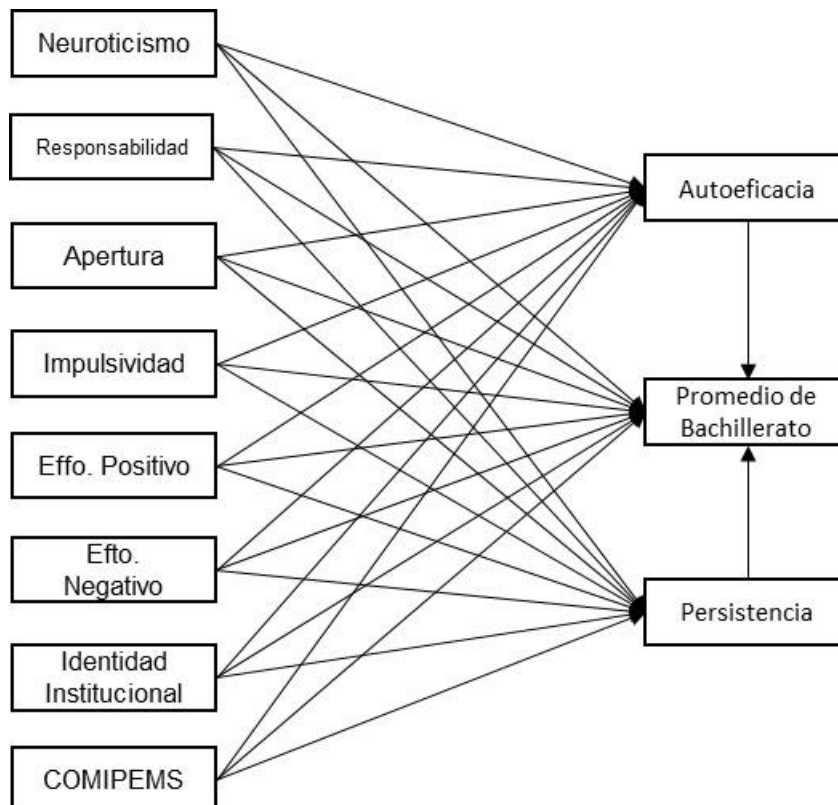 Neuroticismo
Responsabilidad
Apertura
Impulsividad
Effo. Positivo
Efto.
Negativo
Identidad
Institucional
COMIPEMS
Autoeficacia
Promedio de
Bachillerato
Persistencia